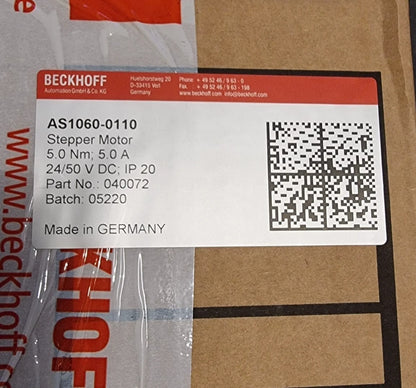 BECKHOFF
Automation GmbH & Co. KG
Huelshorstweg 20
D-33415 Verl
Germany
Phone + 49 52 46 / 9 63 - 0
Fax : + 49 52 46 / 9 63 - 198
www.beckhoff.com info@beckhoff.com
AS1060-0110
Stepper Motor
5.0 Nm; 5.0 A
24/50 V DC; IP 20
Part No.: 040072
Batch: 05220
Made in GERMANY
www.beckhoff.co
KHOF